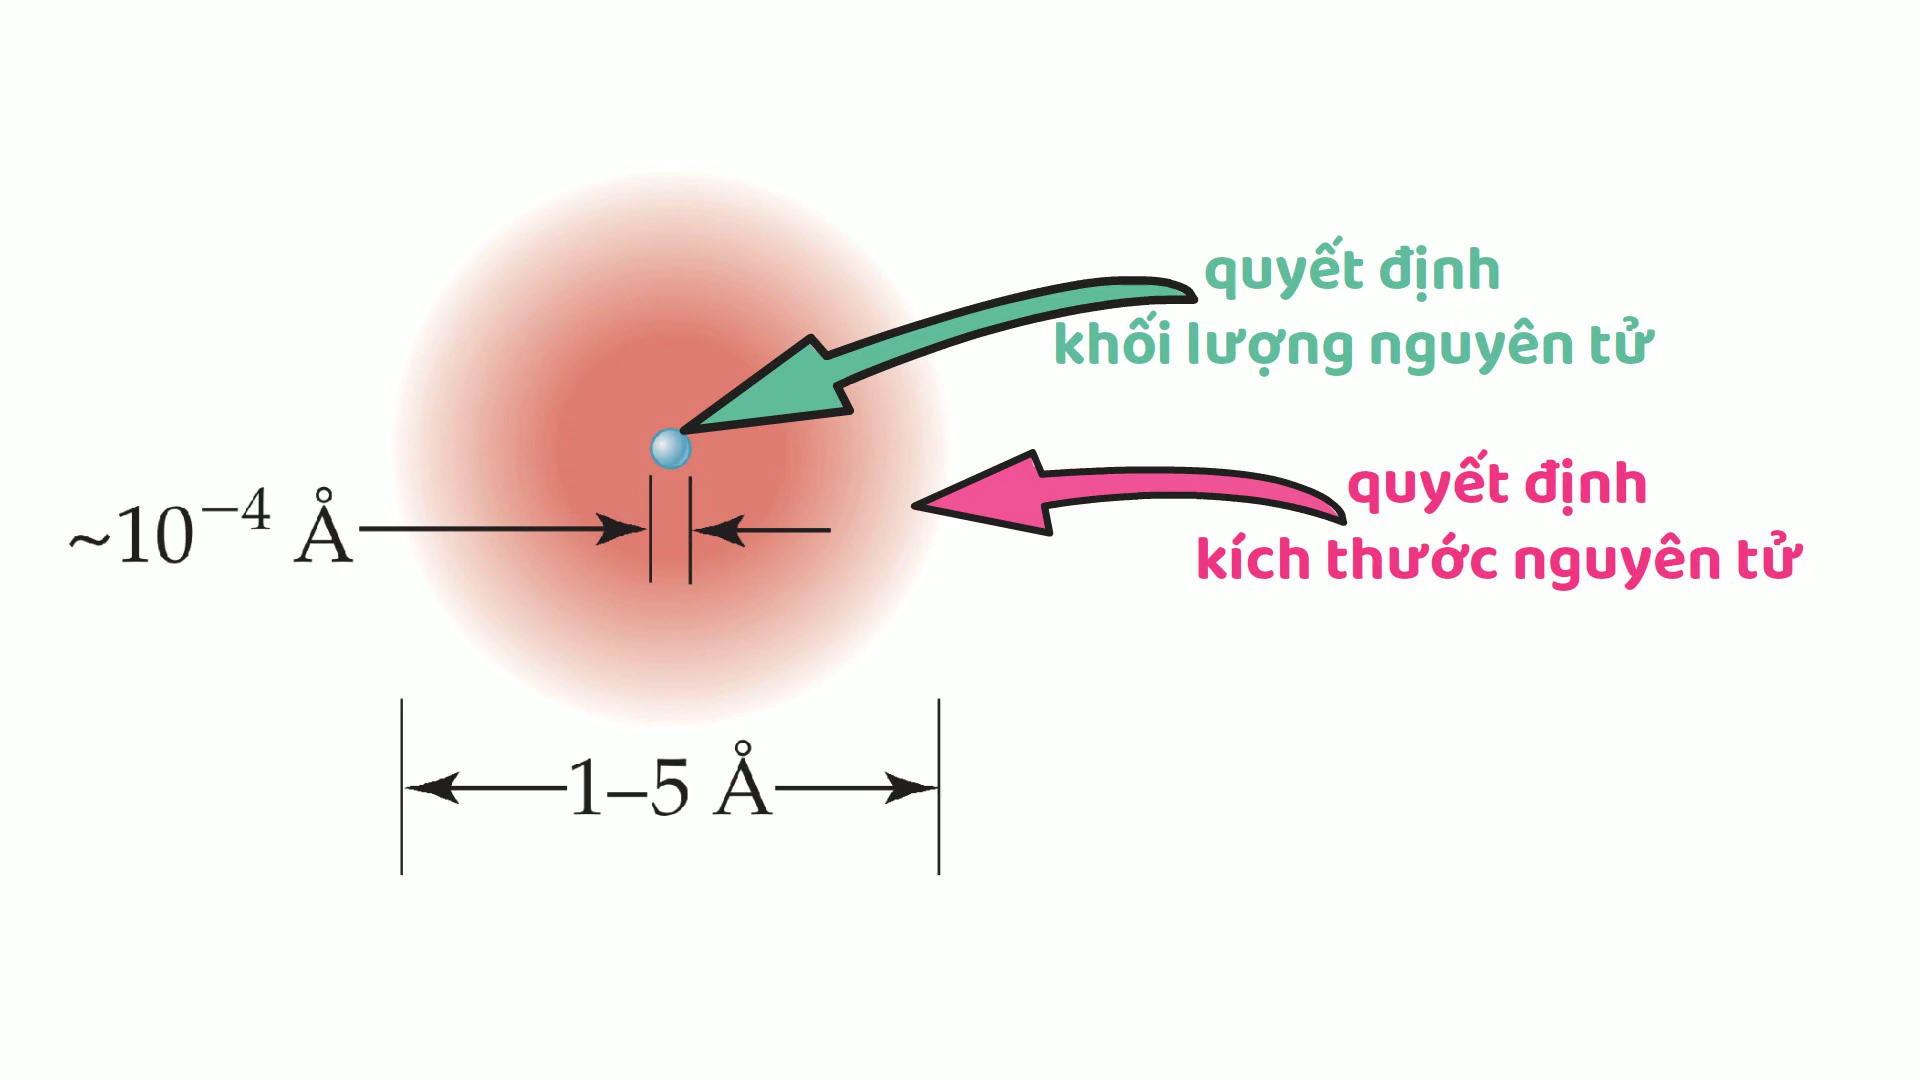 quyết định
khối lượng nguyên tử
quyết định
kích thước nguyên tử
~10⁻⁴ Å
1–5 Å